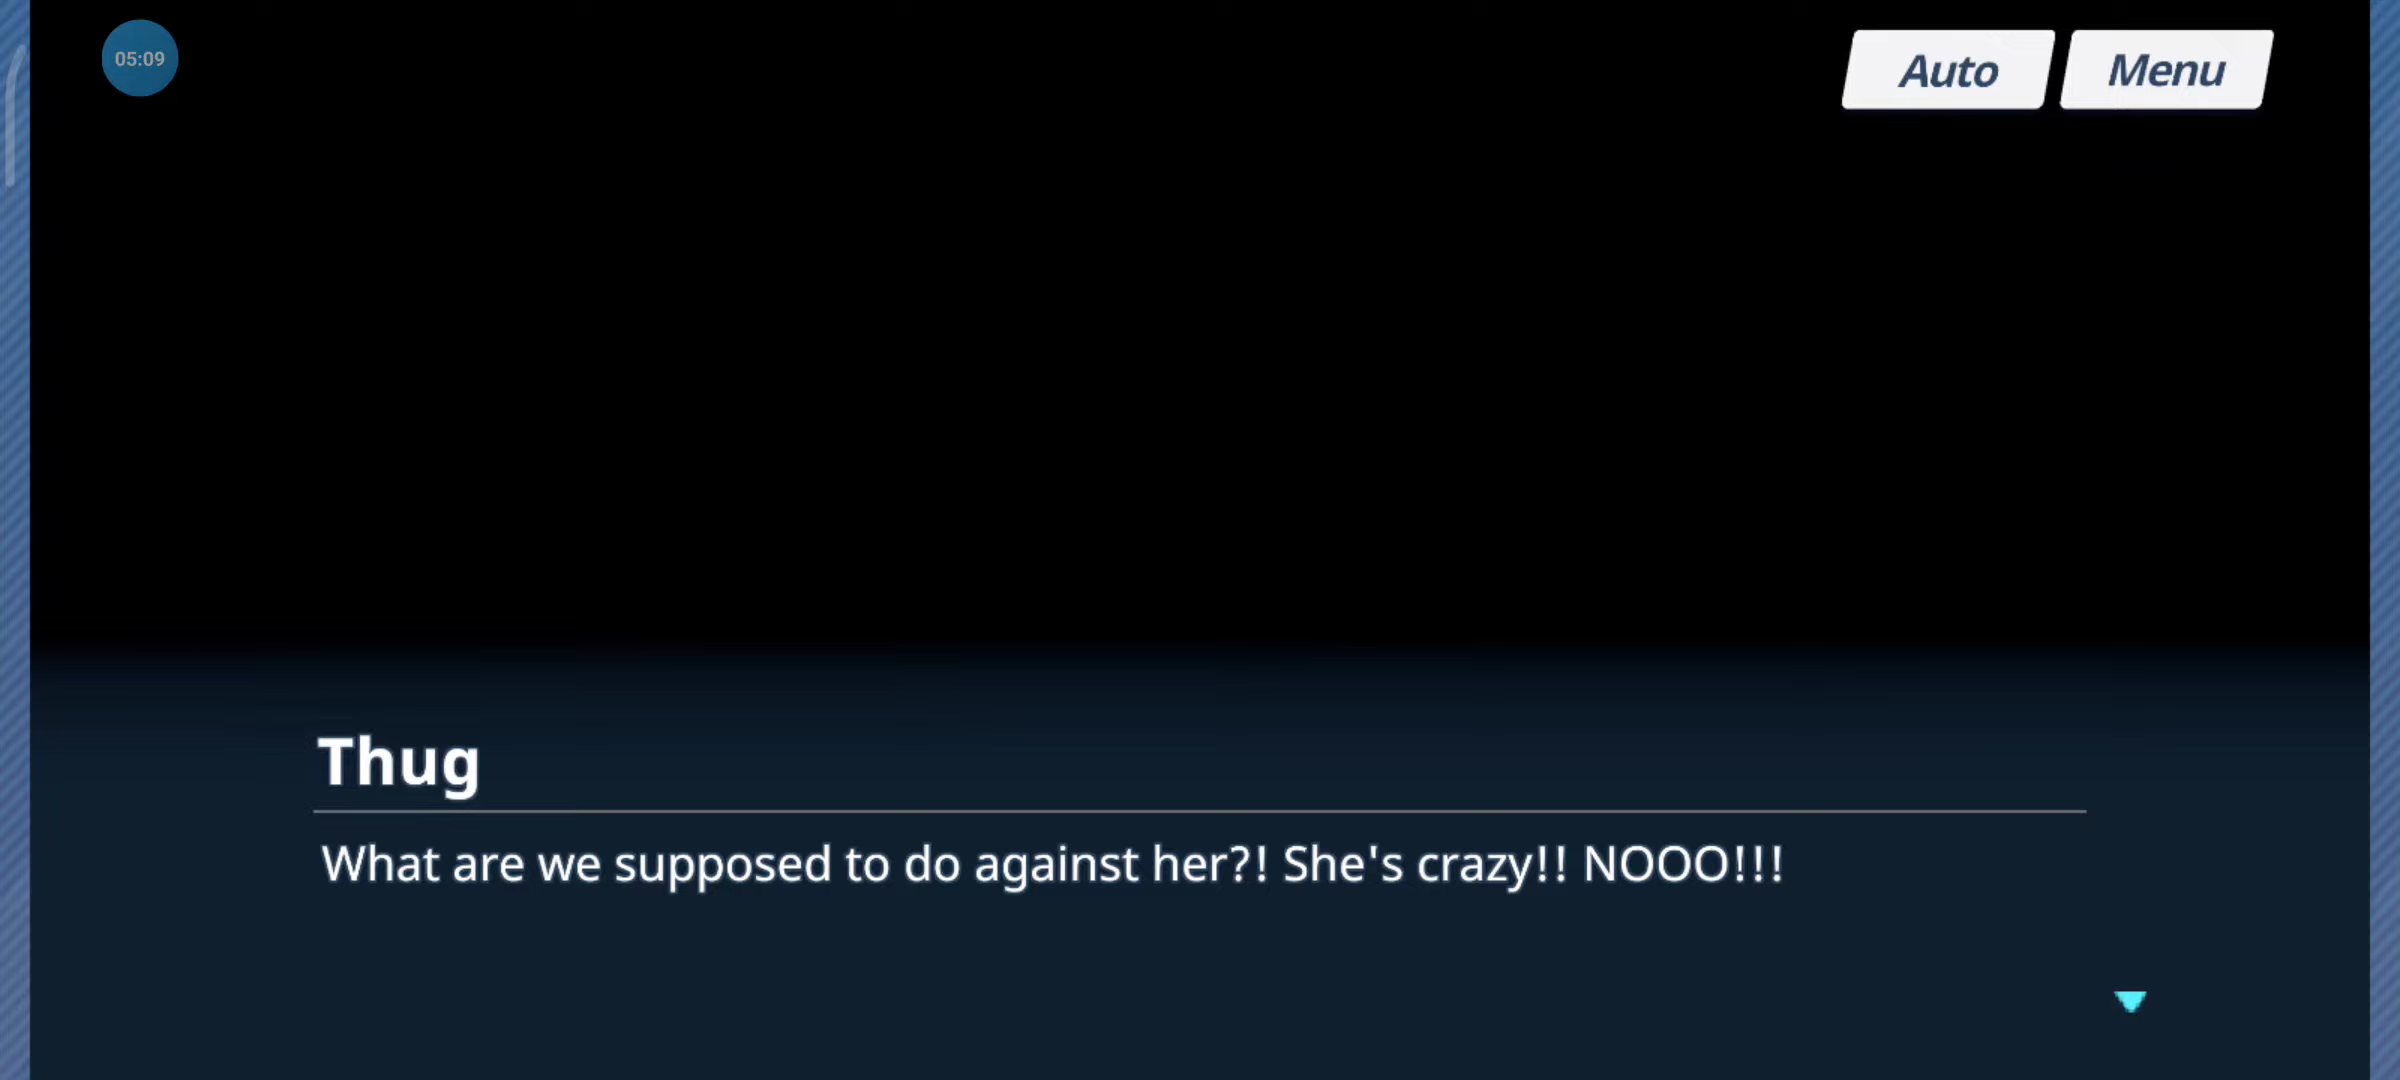 05:09
Auto
Menu
Thug
What are we supposed to do against her?! She's crazy!! NOOO!!!